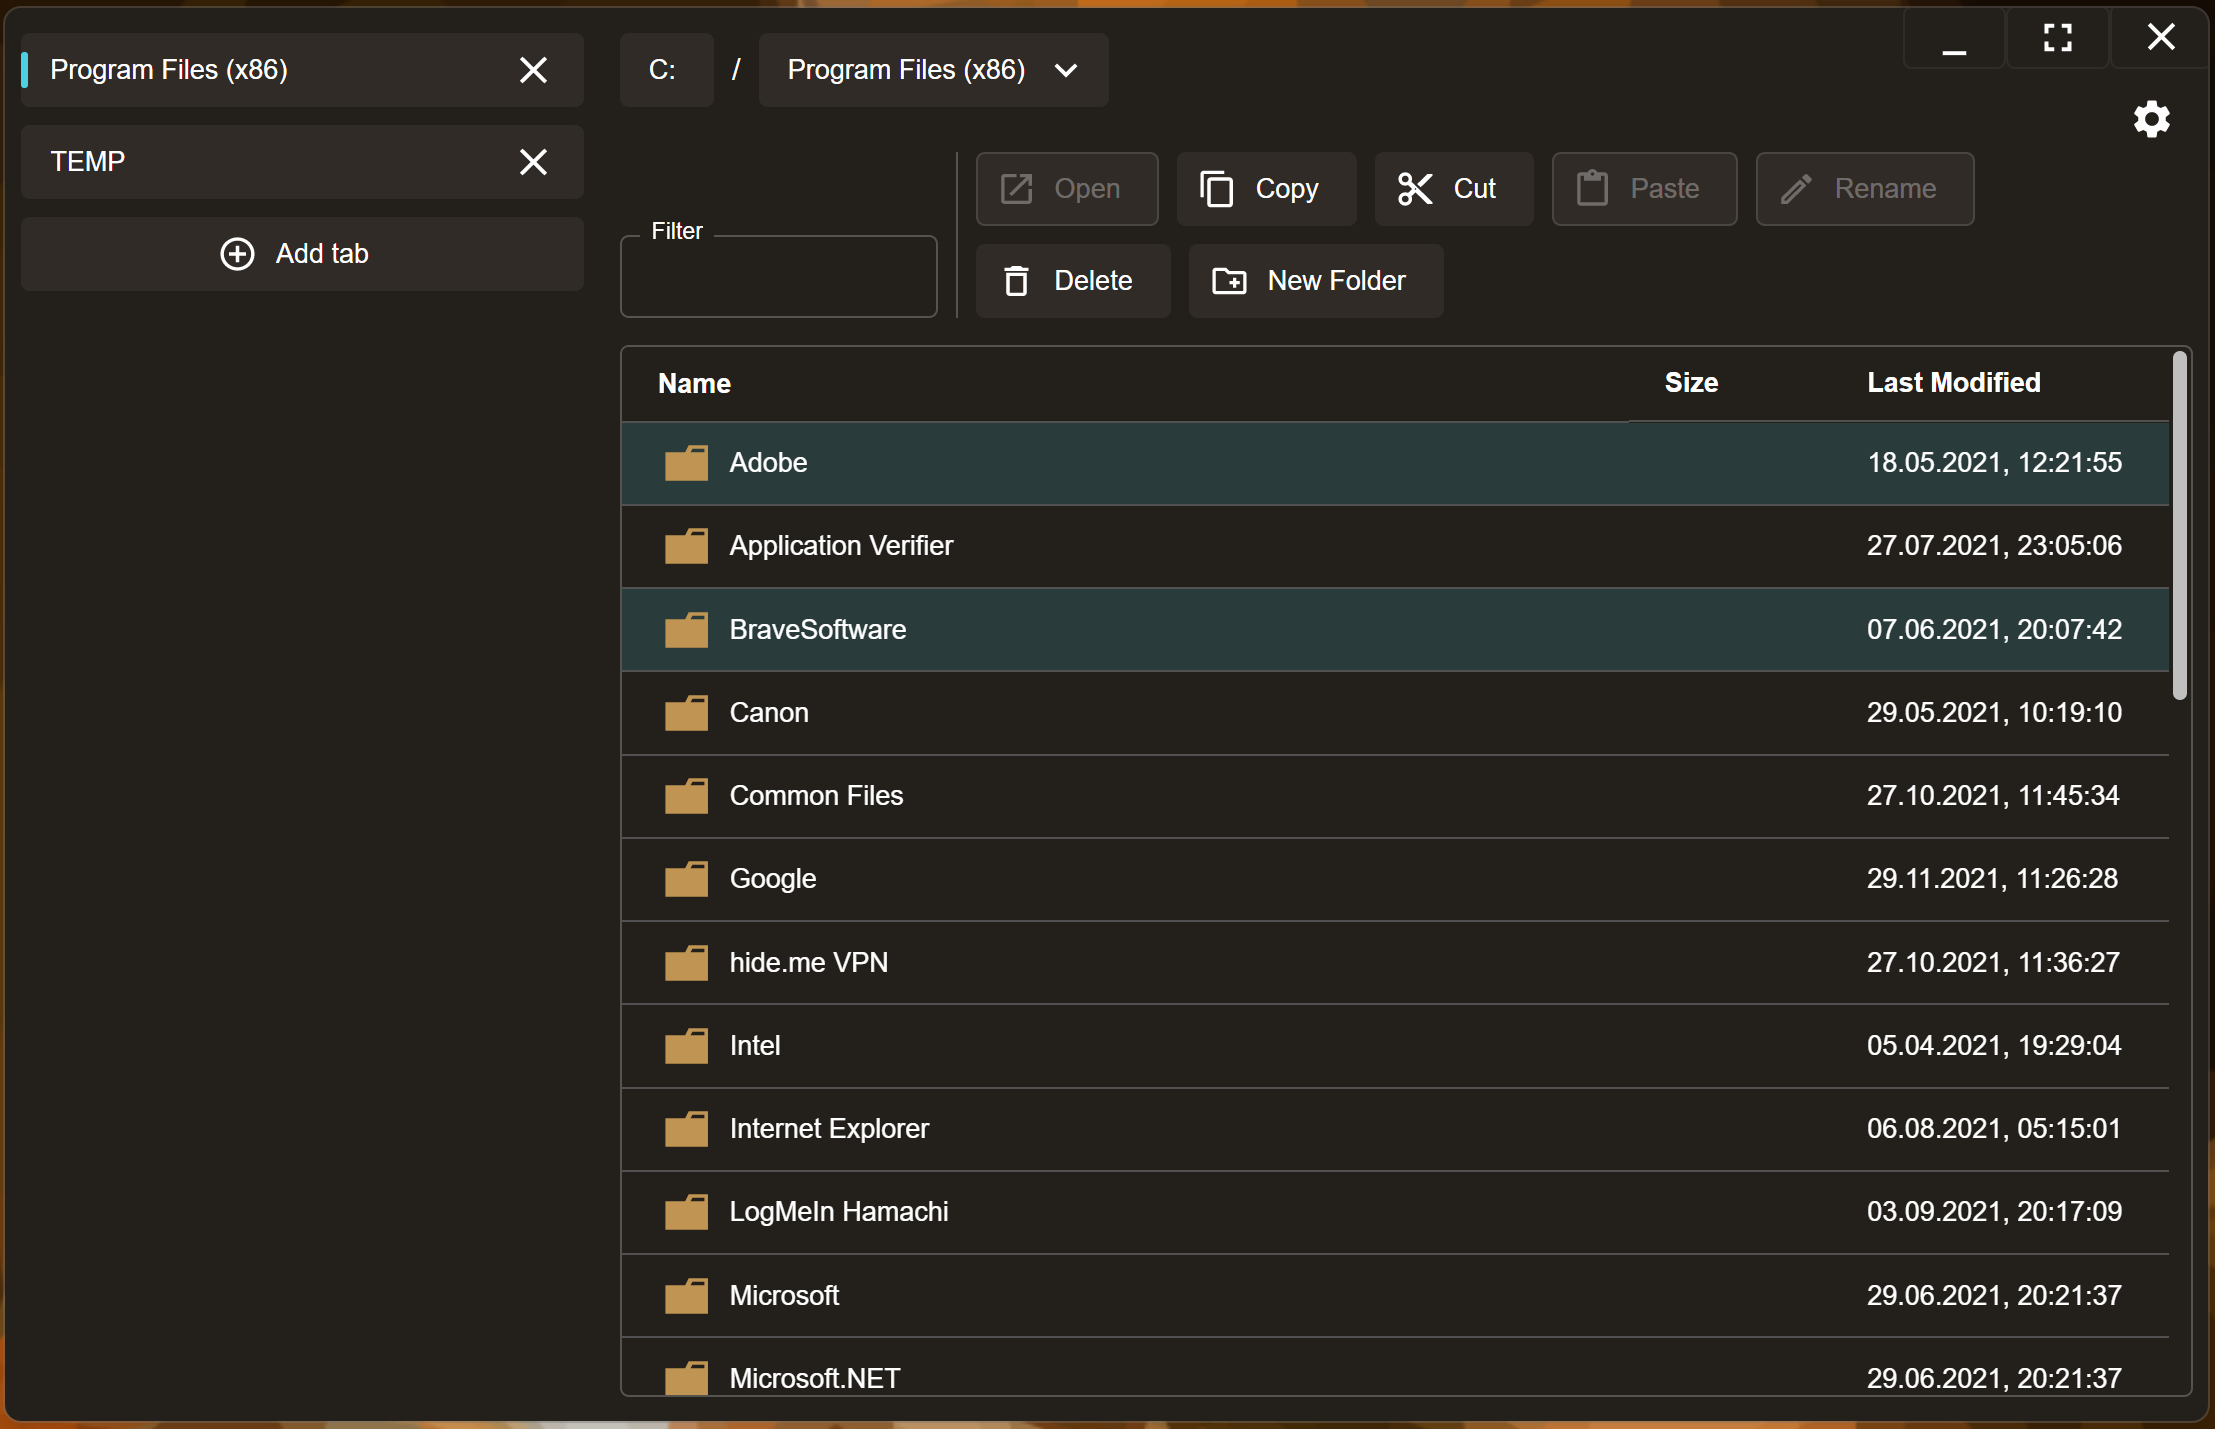 Program Files (x86)
TEMP
Add tab
C: / Program Files (x86)
Filter
Open Copy Cut Paste Rename
Delete New Folder
Name Size Last Modified
Adobe 18.05.2021, 12:21:55
Application Verifier 27.07.2021, 23:05:06
BraveSoftware 07.06.2021, 20:07:42
Canon 29.05.2021, 10:19:10
Common Files 27.10.2021, 11:45:34
Google 29.11.2021, 11:26:28
hide.me VPN 27.10.2021, 11:36:27
Intel 05.04.2021, 19:29:04
Internet Explorer 06.08.2021, 05:15:01
LogMeIn Hamachi 03.09.2021, 20:17:09
Microsoft 29.06.2021, 20:21:37
Microsoft.NET 29.06.2021, 20:21:37